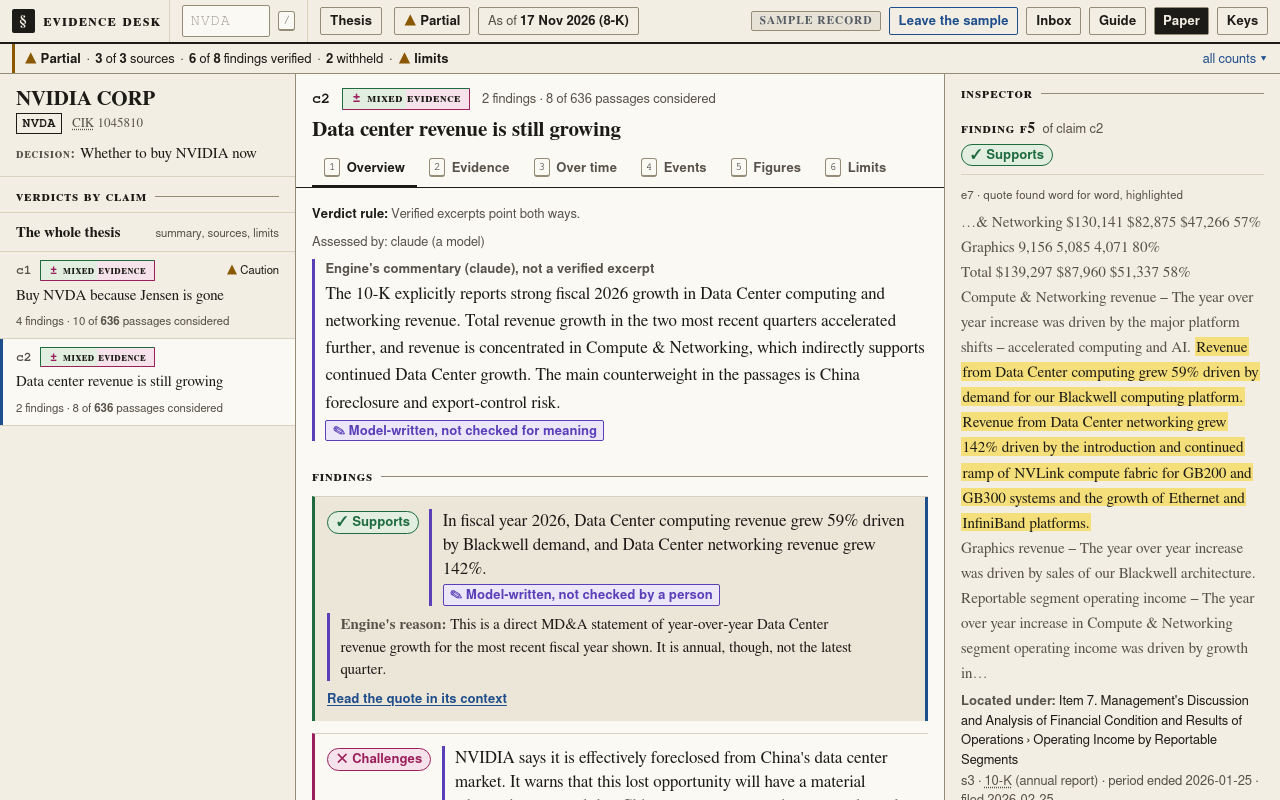 § EVIDENCE DESK NVDA / Thesis ▲ Partial As of 17 Nov 2026 (8-K) SAMPLE RECORD Leave the sample Inbox Guide Paper Keys
▲ Partial · 3 of 3 sources · 6 of 8 findings verified · 2 withheld · ▲ limits all counts ▾
NVIDIA CORP
NVDA CIK 1045810
DECISION: Whether to buy NVIDIA now
VERDICTS BY CLAIM
The whole thesis summary, sources, limits
c1 ± MIXED EVIDENCE ▲ Caution
Buy NVDA because Jensen is gone
4 findings · 10 of 636 passages considered
c2 ± MIXED EVIDENCE
Data center revenue is still growing
2 findings · 8 of 636 passages considered
c2 ± MIXED EVIDENCE 2 findings · 8 of 636 passages considered
Data center revenue is still growing
1 Overview 2 Evidence 3 Over time 4 Events 5 Figures 6 Limits
Verdict rule: Verified excerpts point both ways.
Assessed by: claude (a model)
Engine's commentary (claude), not a verified excerpt
The 10-K explicitly reports strong fiscal 2026 growth in Data Center computing and
networking revenue. Total revenue growth in the two most recent quarters accelerated
further, and revenue is concentrated in Compute & Networking, which indirectly supports
continued Data Center growth. The main counterweight in the passages is China
foreclosure and export-control risk.
✎ Model-written, not checked for meaning
FINDINGS
✓ Supports
In fiscal year 2026, Data Center computing revenue grew 59% driven
by Blackwell demand, and Data Center networking revenue grew
142%.
✎ Model-written, not checked by a person
Engine's reason: This is a direct MD&A statement of year-over-year Data Center
revenue growth for the most recent fiscal year shown. It is annual, though, not the latest
quarter.
Read the quote in its context
✕ Challenges
NVIDIA says it is effectively foreclosed from China's data center
market. It warns that this lost opportunity will have a material
INSPECTOR
FINDING F5 of claim c2
✓ Supports
e7 · quote found word for word, highlighted
…& Networking $130,141 $82,875 $47,266 57%
Graphics 9,156 5,085 4,071 80%
Total $139,297 $87,960 $51,337 58%
Compute & Networking revenue – The year over
year increase was driven by the major platform
shifts – accelerated computing and AI. Revenue
from Data Center computing grew 59% driven by
demand for our Blackwell computing platform.
Revenue from Data Center networking grew
142% driven by the introduction and continued
ramp of NVLink compute fabric for GB200 and
GB300 systems and the growth of Ethernet and
InfiniBand platforms.
Graphics revenue – The year over year increase
was driven by sales of our Blackwell architecture.
Reportable segment operating income – The year
over year increase in Compute & Networking
segment operating income was driven by growth
in…
Located under: Item 7. Management's Discussion
and Analysis of Financial Condition and Results of
Operations › Operating Income by Reportable
Segments
s3 · 10-K (annual report) · period ended 2026-01-25 ·
filed 2026-02-25